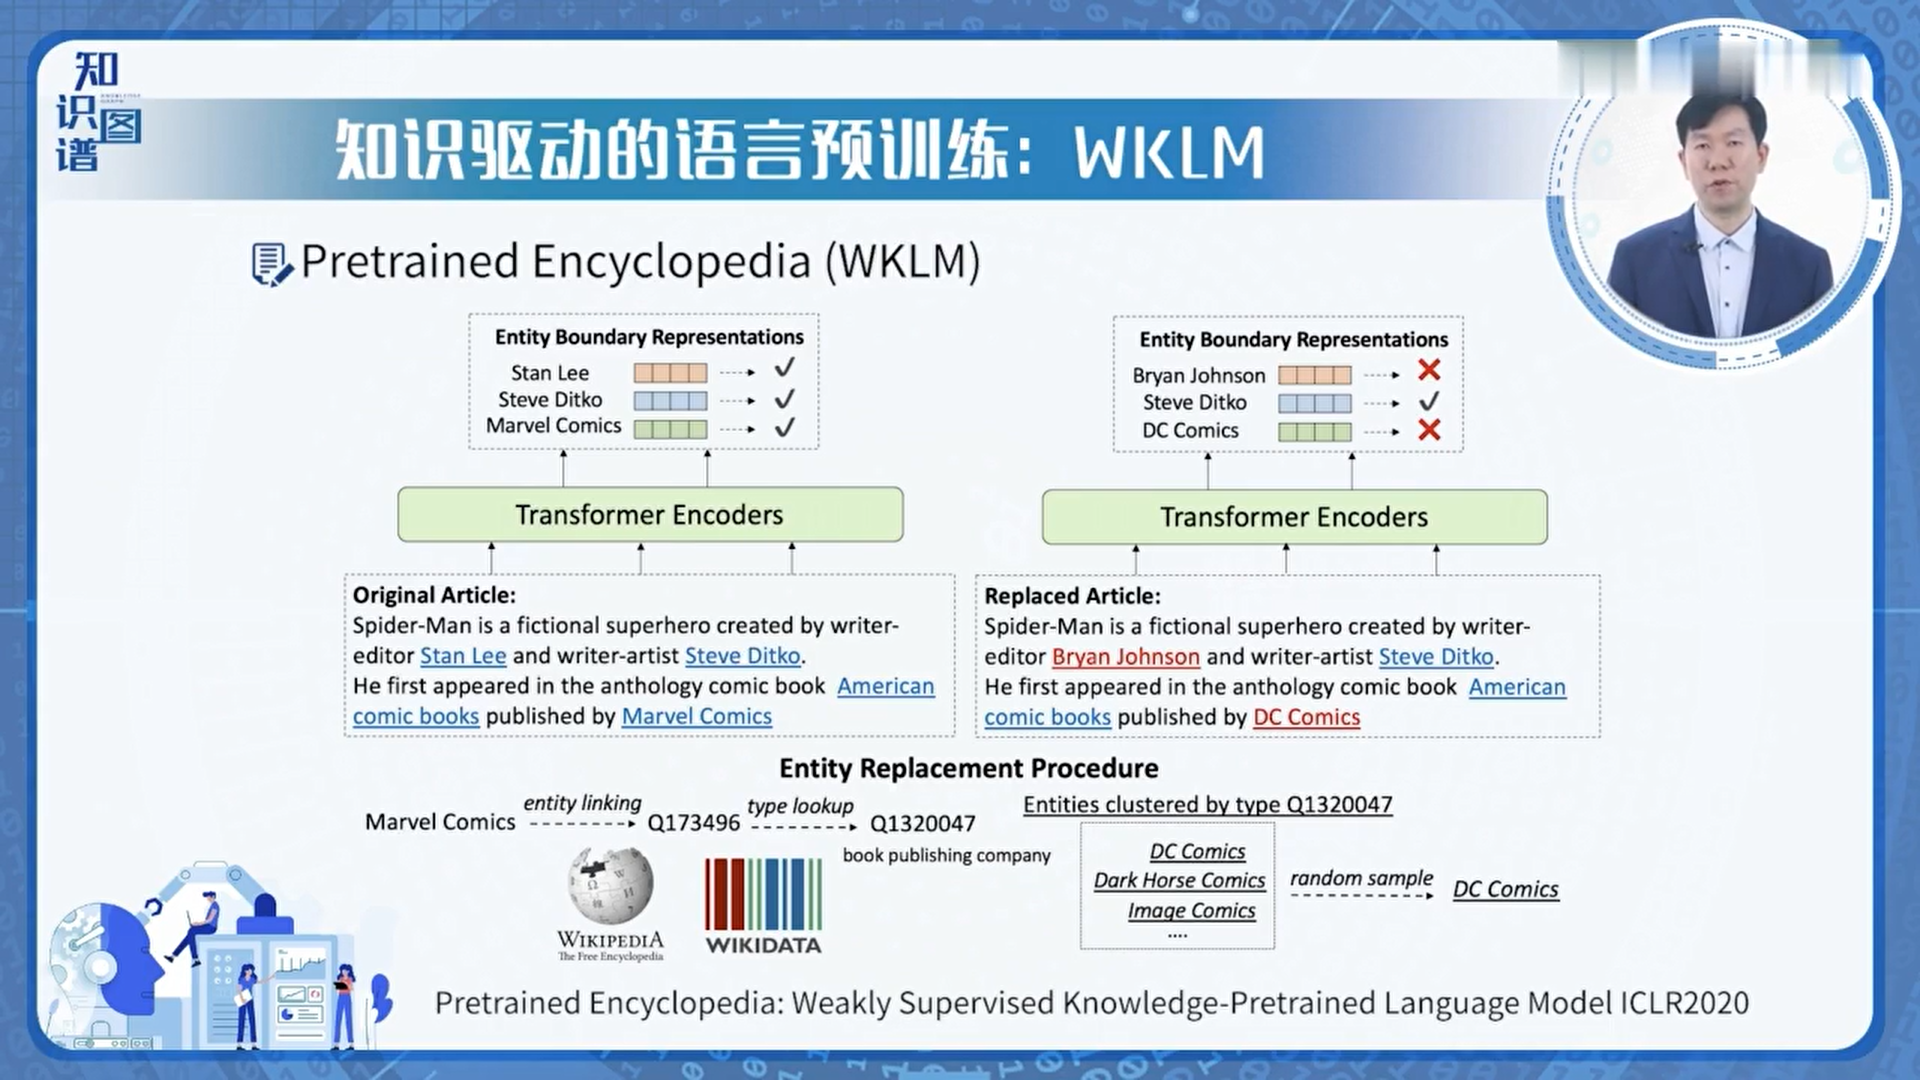 知识图谱
知识驱动的语言预训练：WKLM
Pretrained Encyclopedia (WKLM)
Entity Boundary Representations
Stan Lee
Steve Ditko
Marvel Comics
Entity Boundary Representations
Bryan Johnson
Steve Ditko
DC Comics
Transformer Encoders
Transformer Encoders
Original Article:
Spider-Man is a fictional superhero created by writer-
editor Stan Lee and writer-artist Steve Ditko.
He first appeared in the anthology comic book American
comic books published by Marvel Comics
Replaced Article:
Spider-Man is a fictional superhero created by writer-
editor Bryan Johnson and writer-artist Steve Ditko.
He first appeared in the anthology comic book American
comic books published by DC Comics
Entity Replacement Procedure
Marvel Comics entity linking Q173496 type lookup Q1320047
book publishing company
WIKIPEDIA
The Free Encyclopedia
WIKIDATA
Entities clustered by type Q1320047
DC Comics
Dark Horse Comics
Image Comics
....
random sample
DC Comics
Pretrained Encyclopedia: Weakly Supervised Knowledge-Pretrained Language Model ICLR2020